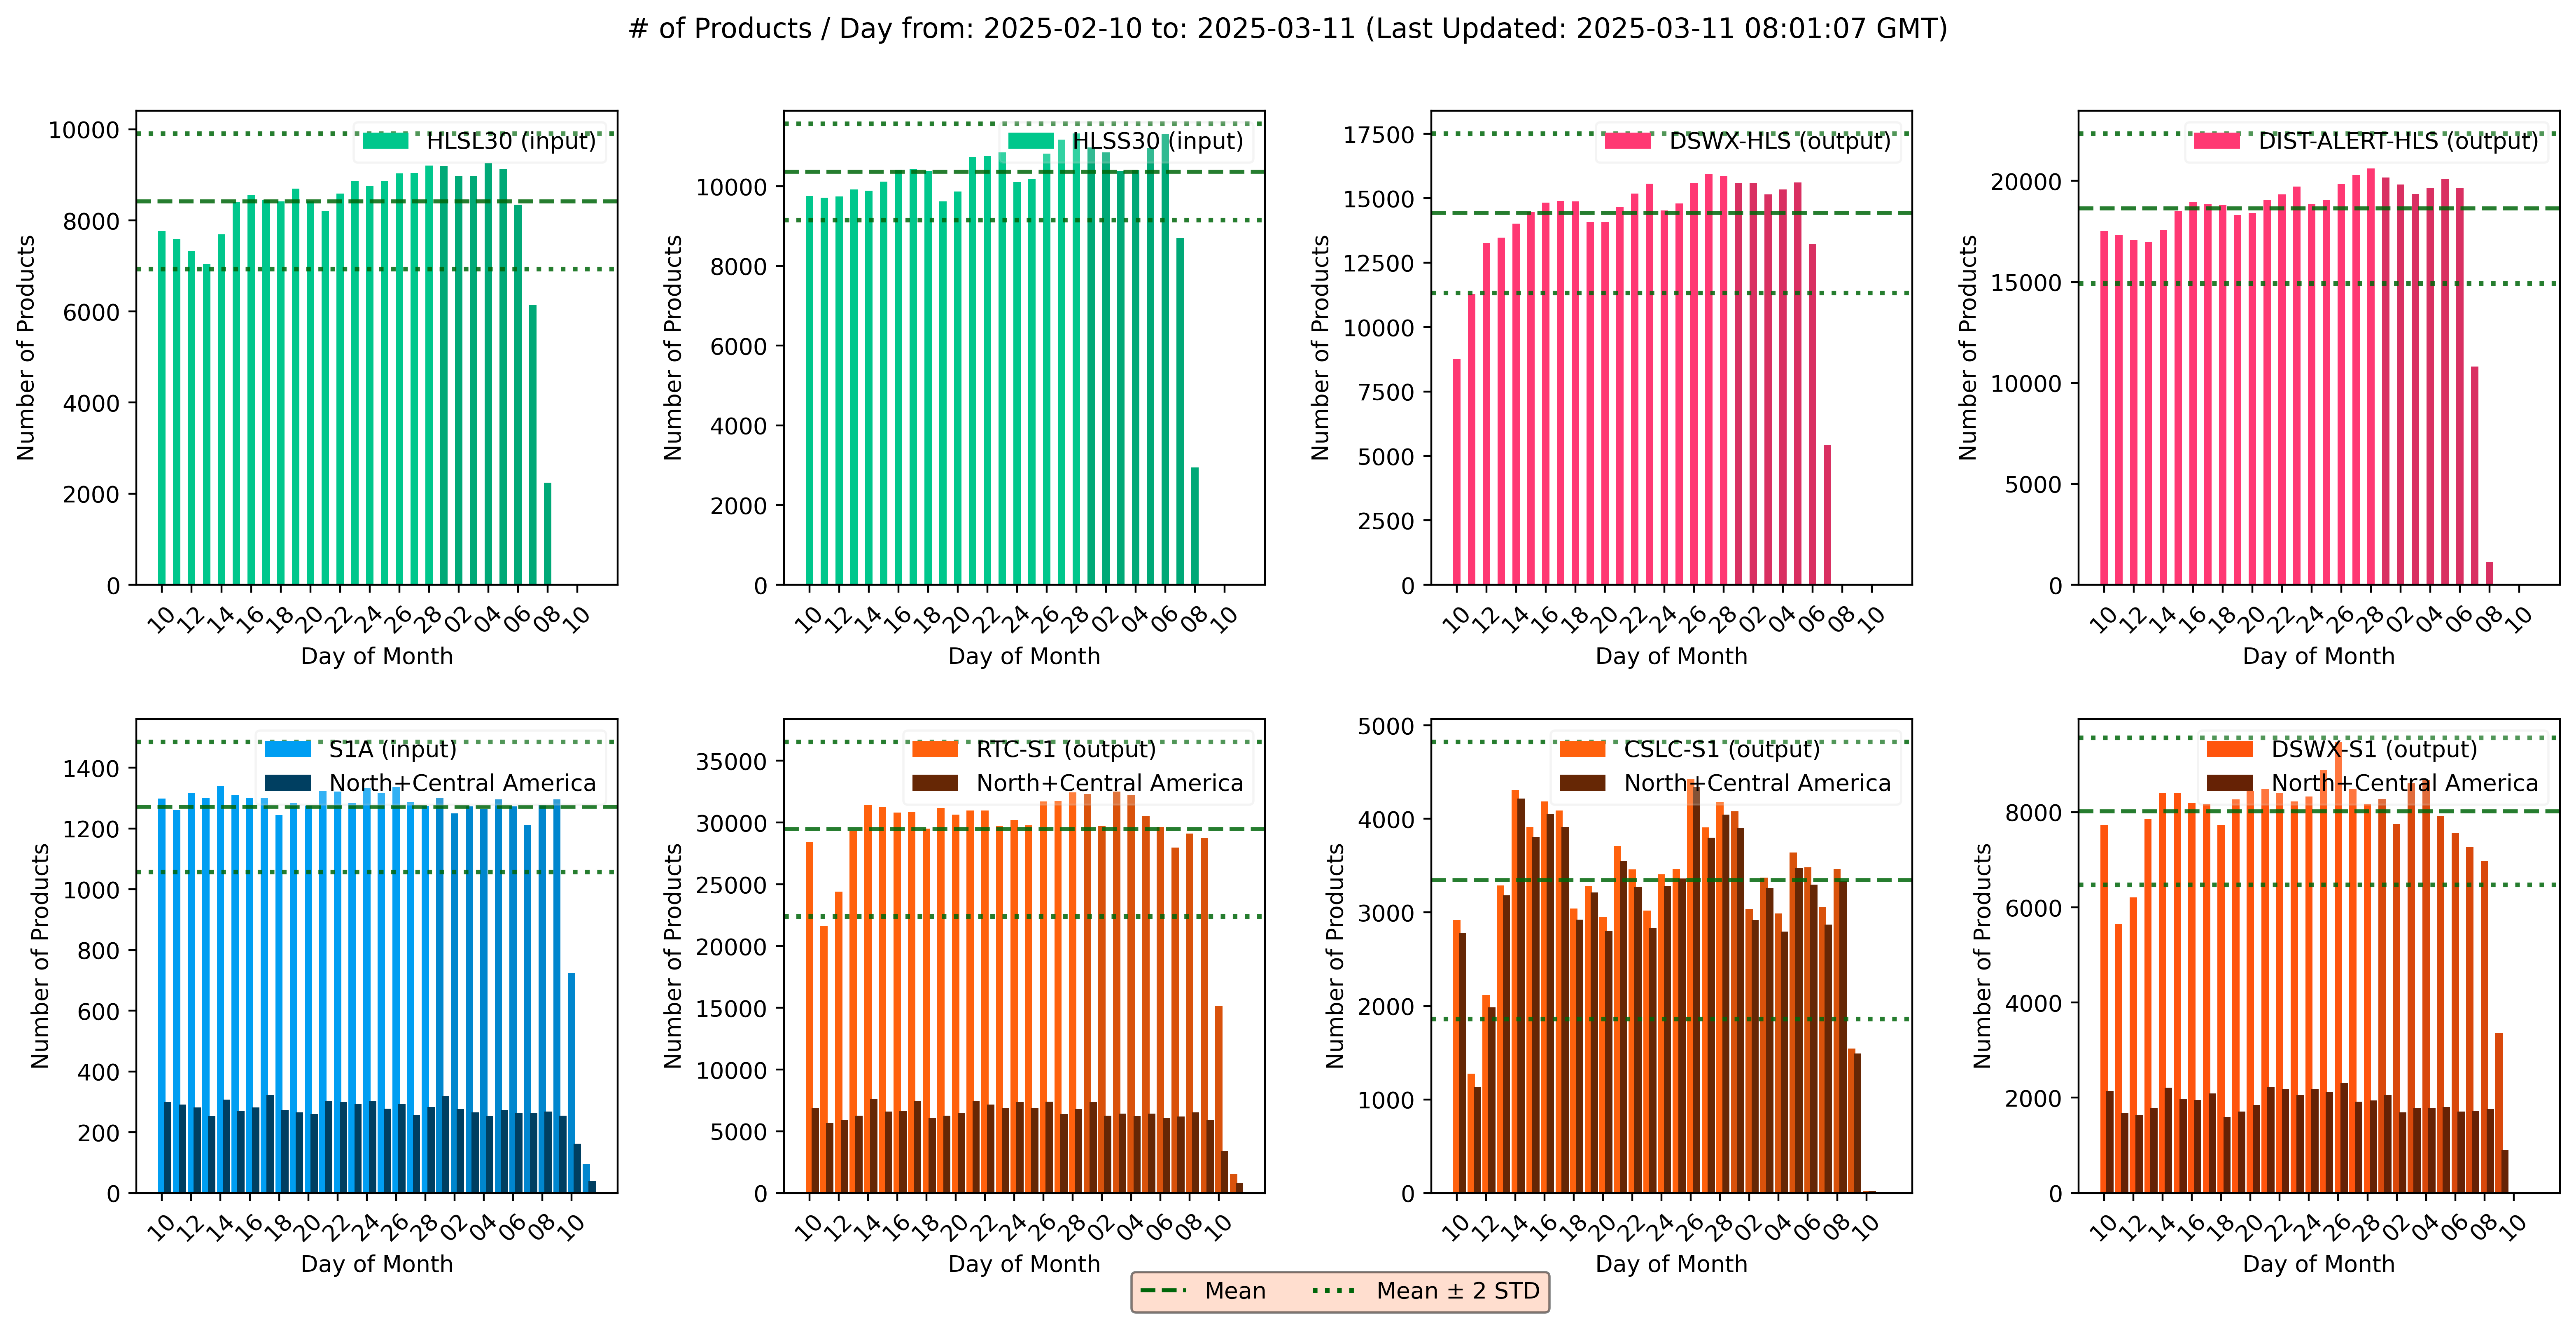 # of Products / Day from: 2025-02-10 to: 2025-03-11 (Last Updated: 2025-03-11 08:01:07 GMT)
HLSL30 (input)
Number of Products
10000
8000
6000
4000
2000
0
10 12 14 16 18 20 22 24 26 28 02 04 06 08 10
Day of Month
HLSS30 (input)
Number of Products
10000
8000
6000
4000
2000
0
10 12 14 16 18 20 22 24 26 28 02 04 06 08 10
Day of Month
DSWX-HLS (output)
Number of Products
17500
15000
12500
10000
7500
5000
2500
0
10 12 14 16 18 20 22 24 26 28 02 04 06 08 10
Day of Month
DIST-ALERT-HLS (output)
Number of Products
20000
15000
10000
5000
0
10 12 14 16 18 20 22 24 26 28 02 04 06 08 10
Day of Month
S1A (input)
North+Central America
Number of Products
1400
1200
1000
800
600
400
200
0
10 12 14 16 18 20 22 24 26 28 02 04 06 08 10
Day of Month
RTC-S1 (output)
North+Central America
Number of Products
35000
30000
25000
20000
15000
10000
5000
0
10 12 14 16 18 20 22 24 26 28 02 04 06 08 10
Day of Month
CSLC-S1 (output)
North+Central America
Number of Products
5000
4000
3000
2000
1000
0
10 12 14 16 18 20 22 24 26 28 02 04 06 08 10
Day of Month
DSWX-S1 (output)
North+Central America
Number of Products
8000
6000
4000
2000
0
10 12 14 16 18 20 22 24 26 28 02 04 06 08 10
Day of Month
Mean
Mean ± 2 STD